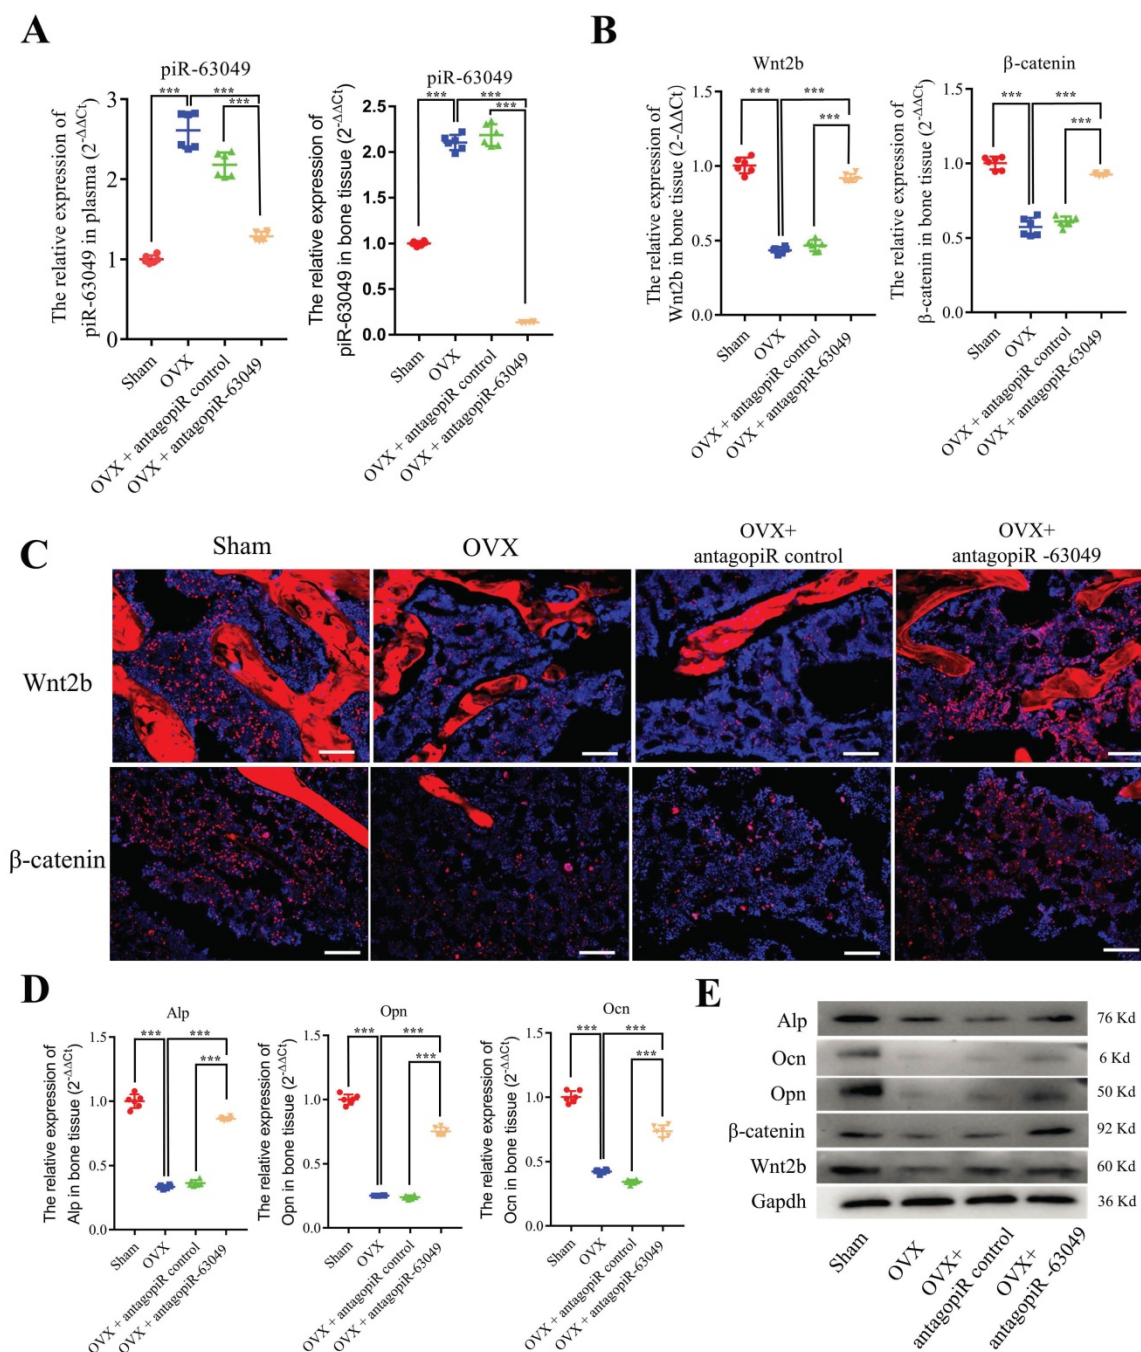 A
piR-63049
***
***
***
The relative expression of
piR-63049 in plasma (2-ΔΔCt)
3
2
1
0
Sham
OVX
OVX + antagopiR control
OVX + antagopiR-63049
piR-63049
***
***
***
The relative expression of
piR-63049 in bone tissue (2-ΔΔCt)
2.5
2.0
1.5
1.0
0.5
0.0
Sham
OVX
OVX + antagopiR control
OVX + antagopiR-63049
B
Wnt2b
***
***
***
The relative expression of
Wnt2b in bone tissue (2-ΔΔCt)
1.5
1.0
0.5
0.0
Sham
OVX
OVX + antagopiR control
OVX + antagopiR-63049
β-catenin
***
***
***
The relative expression of
β-catenin in bone tissue (2-ΔΔCt)
1.5
1.0
0.5
0.0
Sham
OVX
OVX + antagopiR control
OVX + antagopiR-63049
C
Sham
OVX
OVX+
antagopiR control
OVX+
antagopiR -63049
Wnt2b
β-catenin
D
Alp
***
***
***
The relative expression of
Alp in bone tissue (2-ΔΔCt)
1.5
1.0
0.5
0.0
Sham
OVX
OVX + antagopiR control
OVX + antagopiR-63049
Opn
***
***
***
The relative expression of
Opn in bone tissue (2-ΔΔCt)
1.5
1.0
0.5
0.0
Sham
OVX
OVX + antagopiR control
OVX + antagopiR-63049
Ocn
***
***
***
The relative expression of
Ocn in bone tissue (2-ΔΔCt)
1.5
1.0
0.5
0.0
Sham
OVX
OVX + antagopiR control
OVX + antagopiR-63049
E
Alp 76 Kd
Ocn 6 Kd
Opn 50 Kd
β-catenin 92 Kd
Wnt2b 60 Kd
Gapdh 36 Kd
Sham
OVX
OVX+
antagopiR control
OVX+
antagopiR -63049